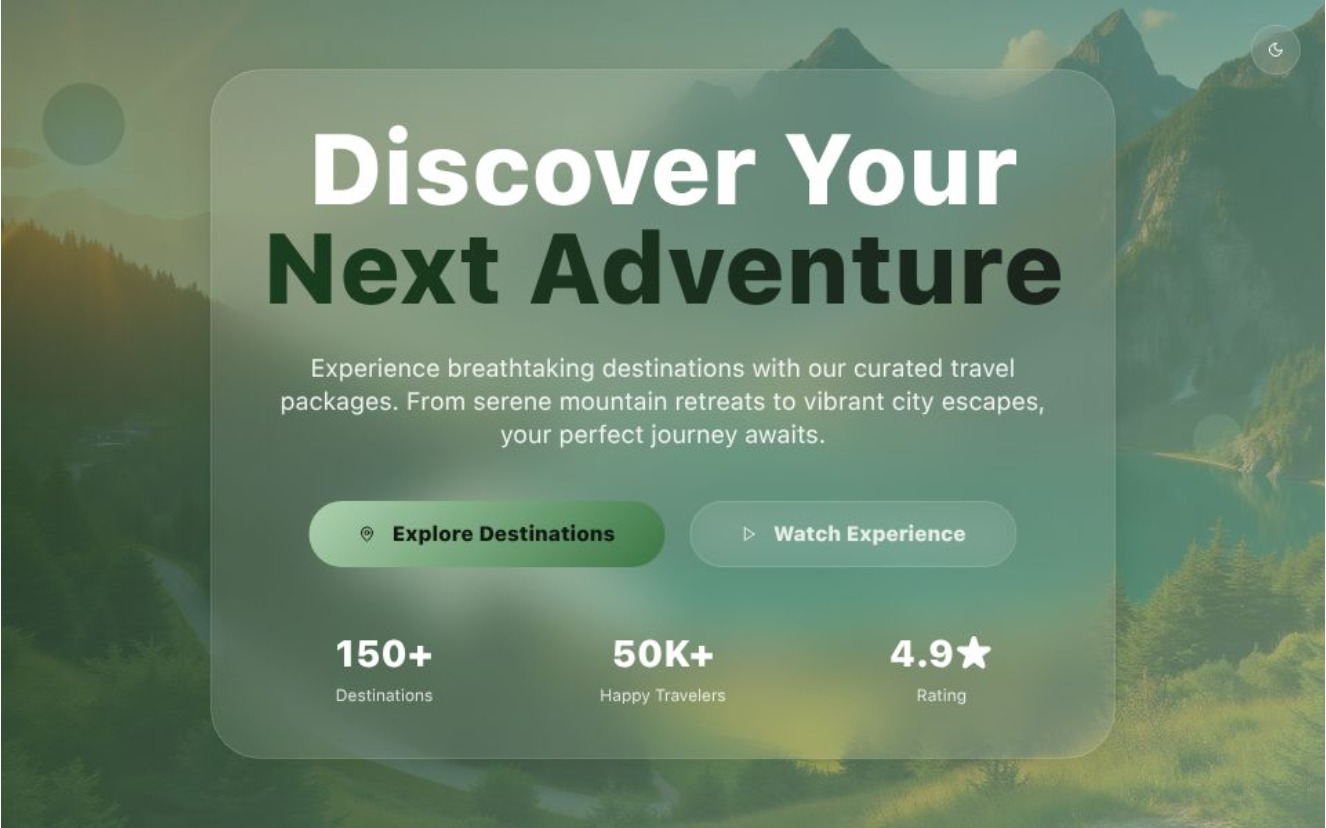 Discover Your
Next Adventure
Experience breathtaking destinations with our curated travel
packages. From serene mountain retreats to vibrant city escapes,
your perfect journey awaits.
Explore Destinations
Watch Experience
150+
50K+
4.9★
Destinations
Happy Travelers
Rating